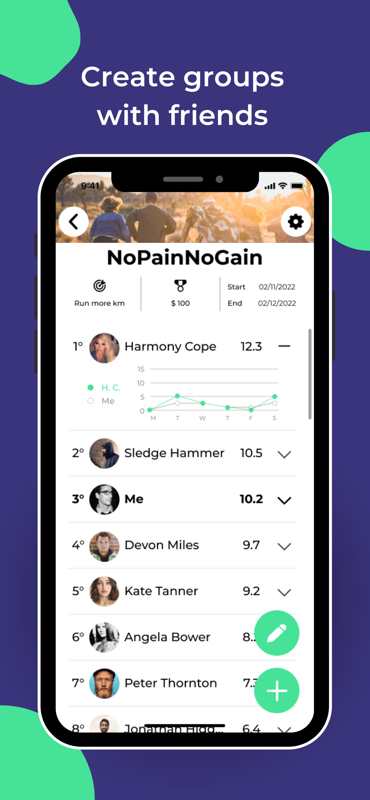 Create groups
with friends
9:41
NoPainNoGain
Run more km
$ 100
Start 02/11/2022
End 02/12/2022
1° Harmony Cope 12.3
15
10
5
0
H. C.
Me
M T W T F S
2° Sledge Hammer 10.5
3° Me 10.2
4° Devon Miles 9.7
5° Kate Tanner 9.2
6° Angela Bower 8.
7° Peter Thornton 7.
8° Jonathan Higg... 6.4